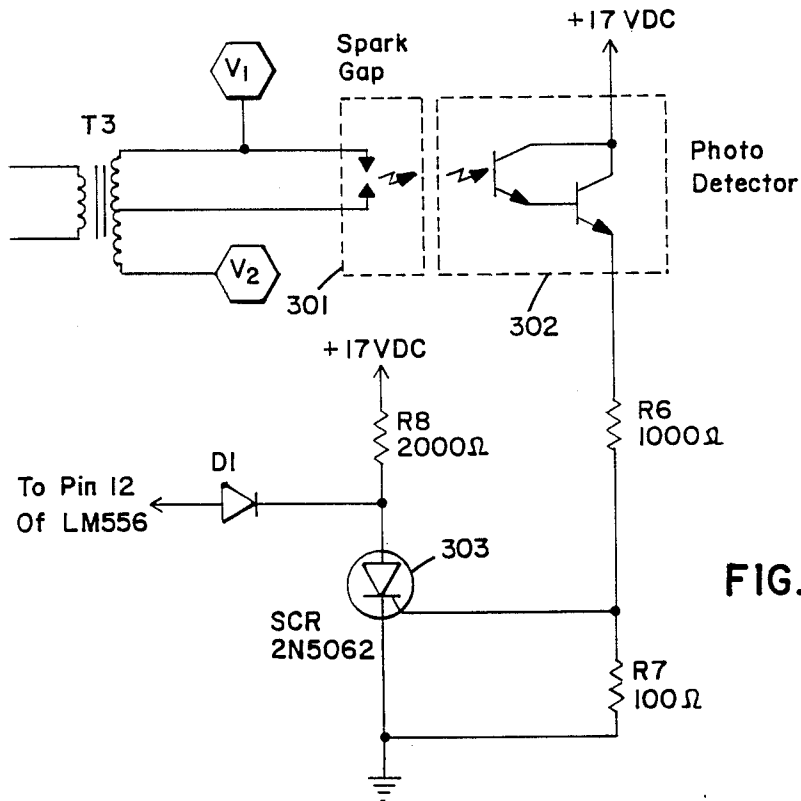 +17 VDC
Spark
Gap
V1
T3
Photo
Detector
V2
301
302
+17VDC
R8
2000Ω
R6
1000Ω
D1
To Pin 12
Of LM556
303
FIG.
SCR
2N5062
R7
100Ω